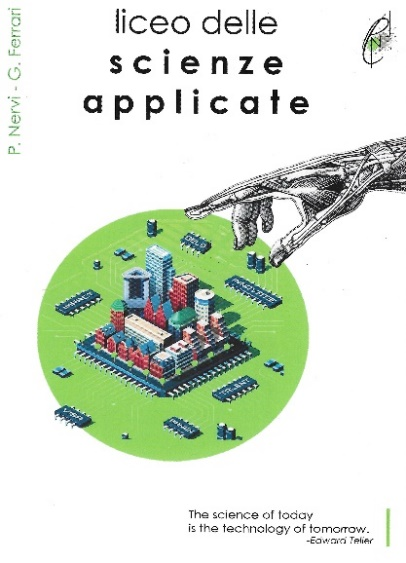 P. Nervi - G. Ferrari
liceo delle
scienze
applicate
The science of today
is the technology of tomorrow.
-Edward Teller